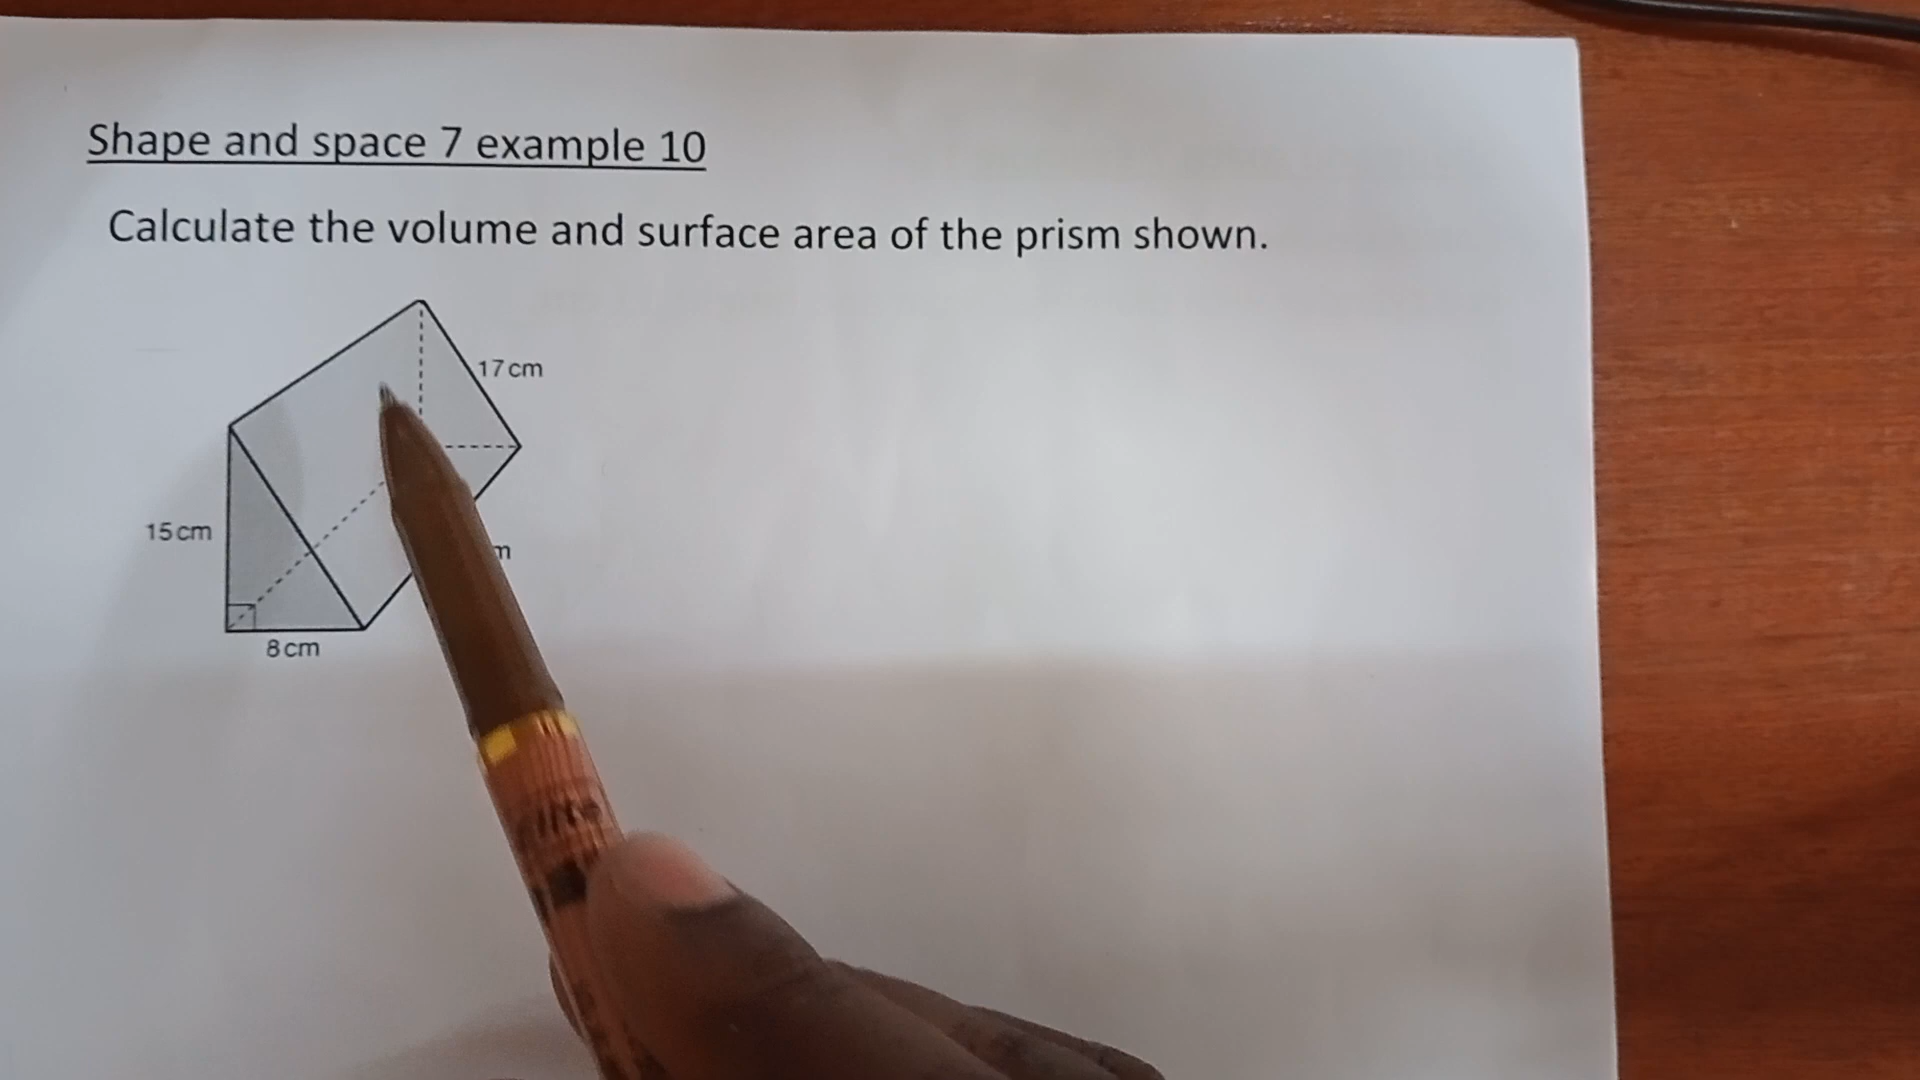 Shape and space 7 example 10
Calculate the volume and surface area of the prism shown.
17 cm
15 cm
m
8 cm